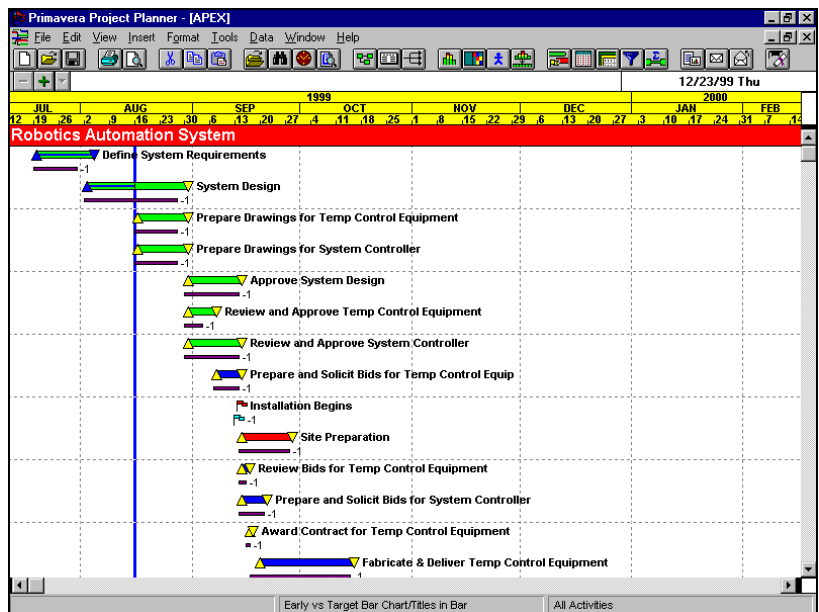 Primavera Project Planner - [APEX]
File Edit View Insert Format Tools Data Window Help
12/23/99 Thu
1999 2000
JUL AUG SEP OCT NOV DEC JAN FEB
12 ,19 ,26 ,2 ,9 ,16 ,23 ,30 ,6 ,13 ,20 ,27 ,4 ,11 ,18 ,25 ,1 ,8 ,15 ,22 ,29 ,6 ,13 ,20 ,27 ,3 ,10 ,17 ,24 ,31 ,7 ,14
Robotics Automation System
Define System Requirements
-1
System Design
-1
Prepare Drawings for Temp Control Equipment
-1
Prepare Drawings for System Controller
-1
Approve System Design
-1
Review and Approve Temp Control Equipment
-1
Review and Approve System Controller
-1
Prepare and Solicit Bids for Temp Control Equip
-1
Installation Begins
-1
Site Preparation
-1
Review Bids for Temp Control Equipment
-1
Prepare and Solicit Bids for System Controller
-1
Award Contract for Temp Control Equipment
-1
Fabricate & Deliver Temp Control Equipment
-1
Early vs Target Bar Chart/Titles in Bar All Activities